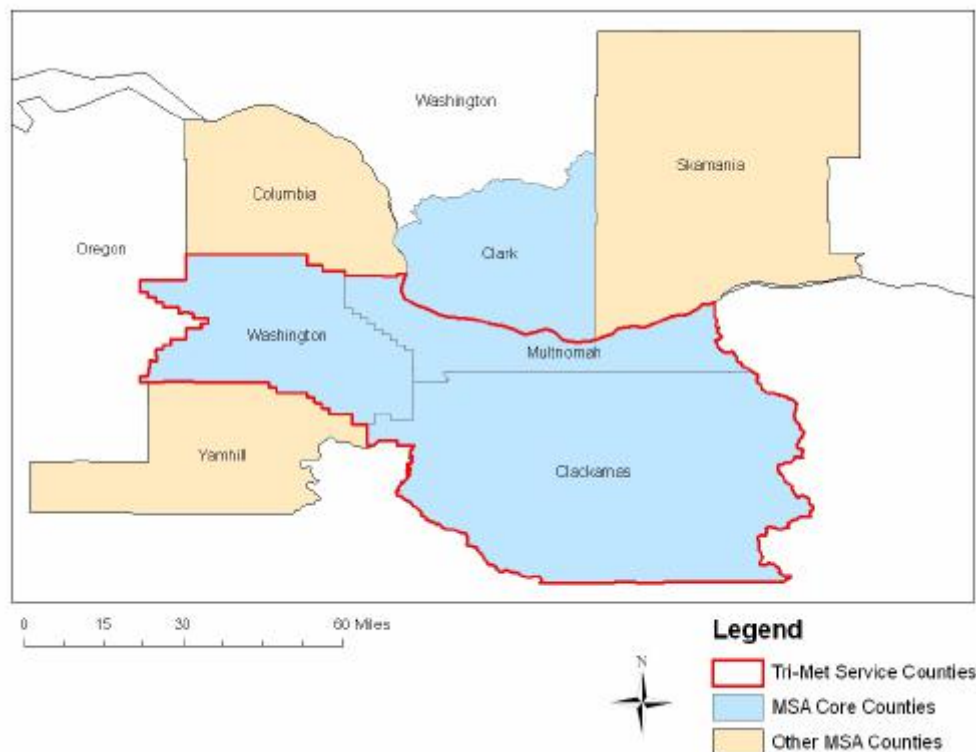 Washington
Skamania
Columbia
Oregon
Clark
Washington
Multnomah
Yamhill
Clackamas
0 15 30 60 Miles
N
Legend
Tri-Met Service Counties
MSA Core Counties
Other MSA Counties